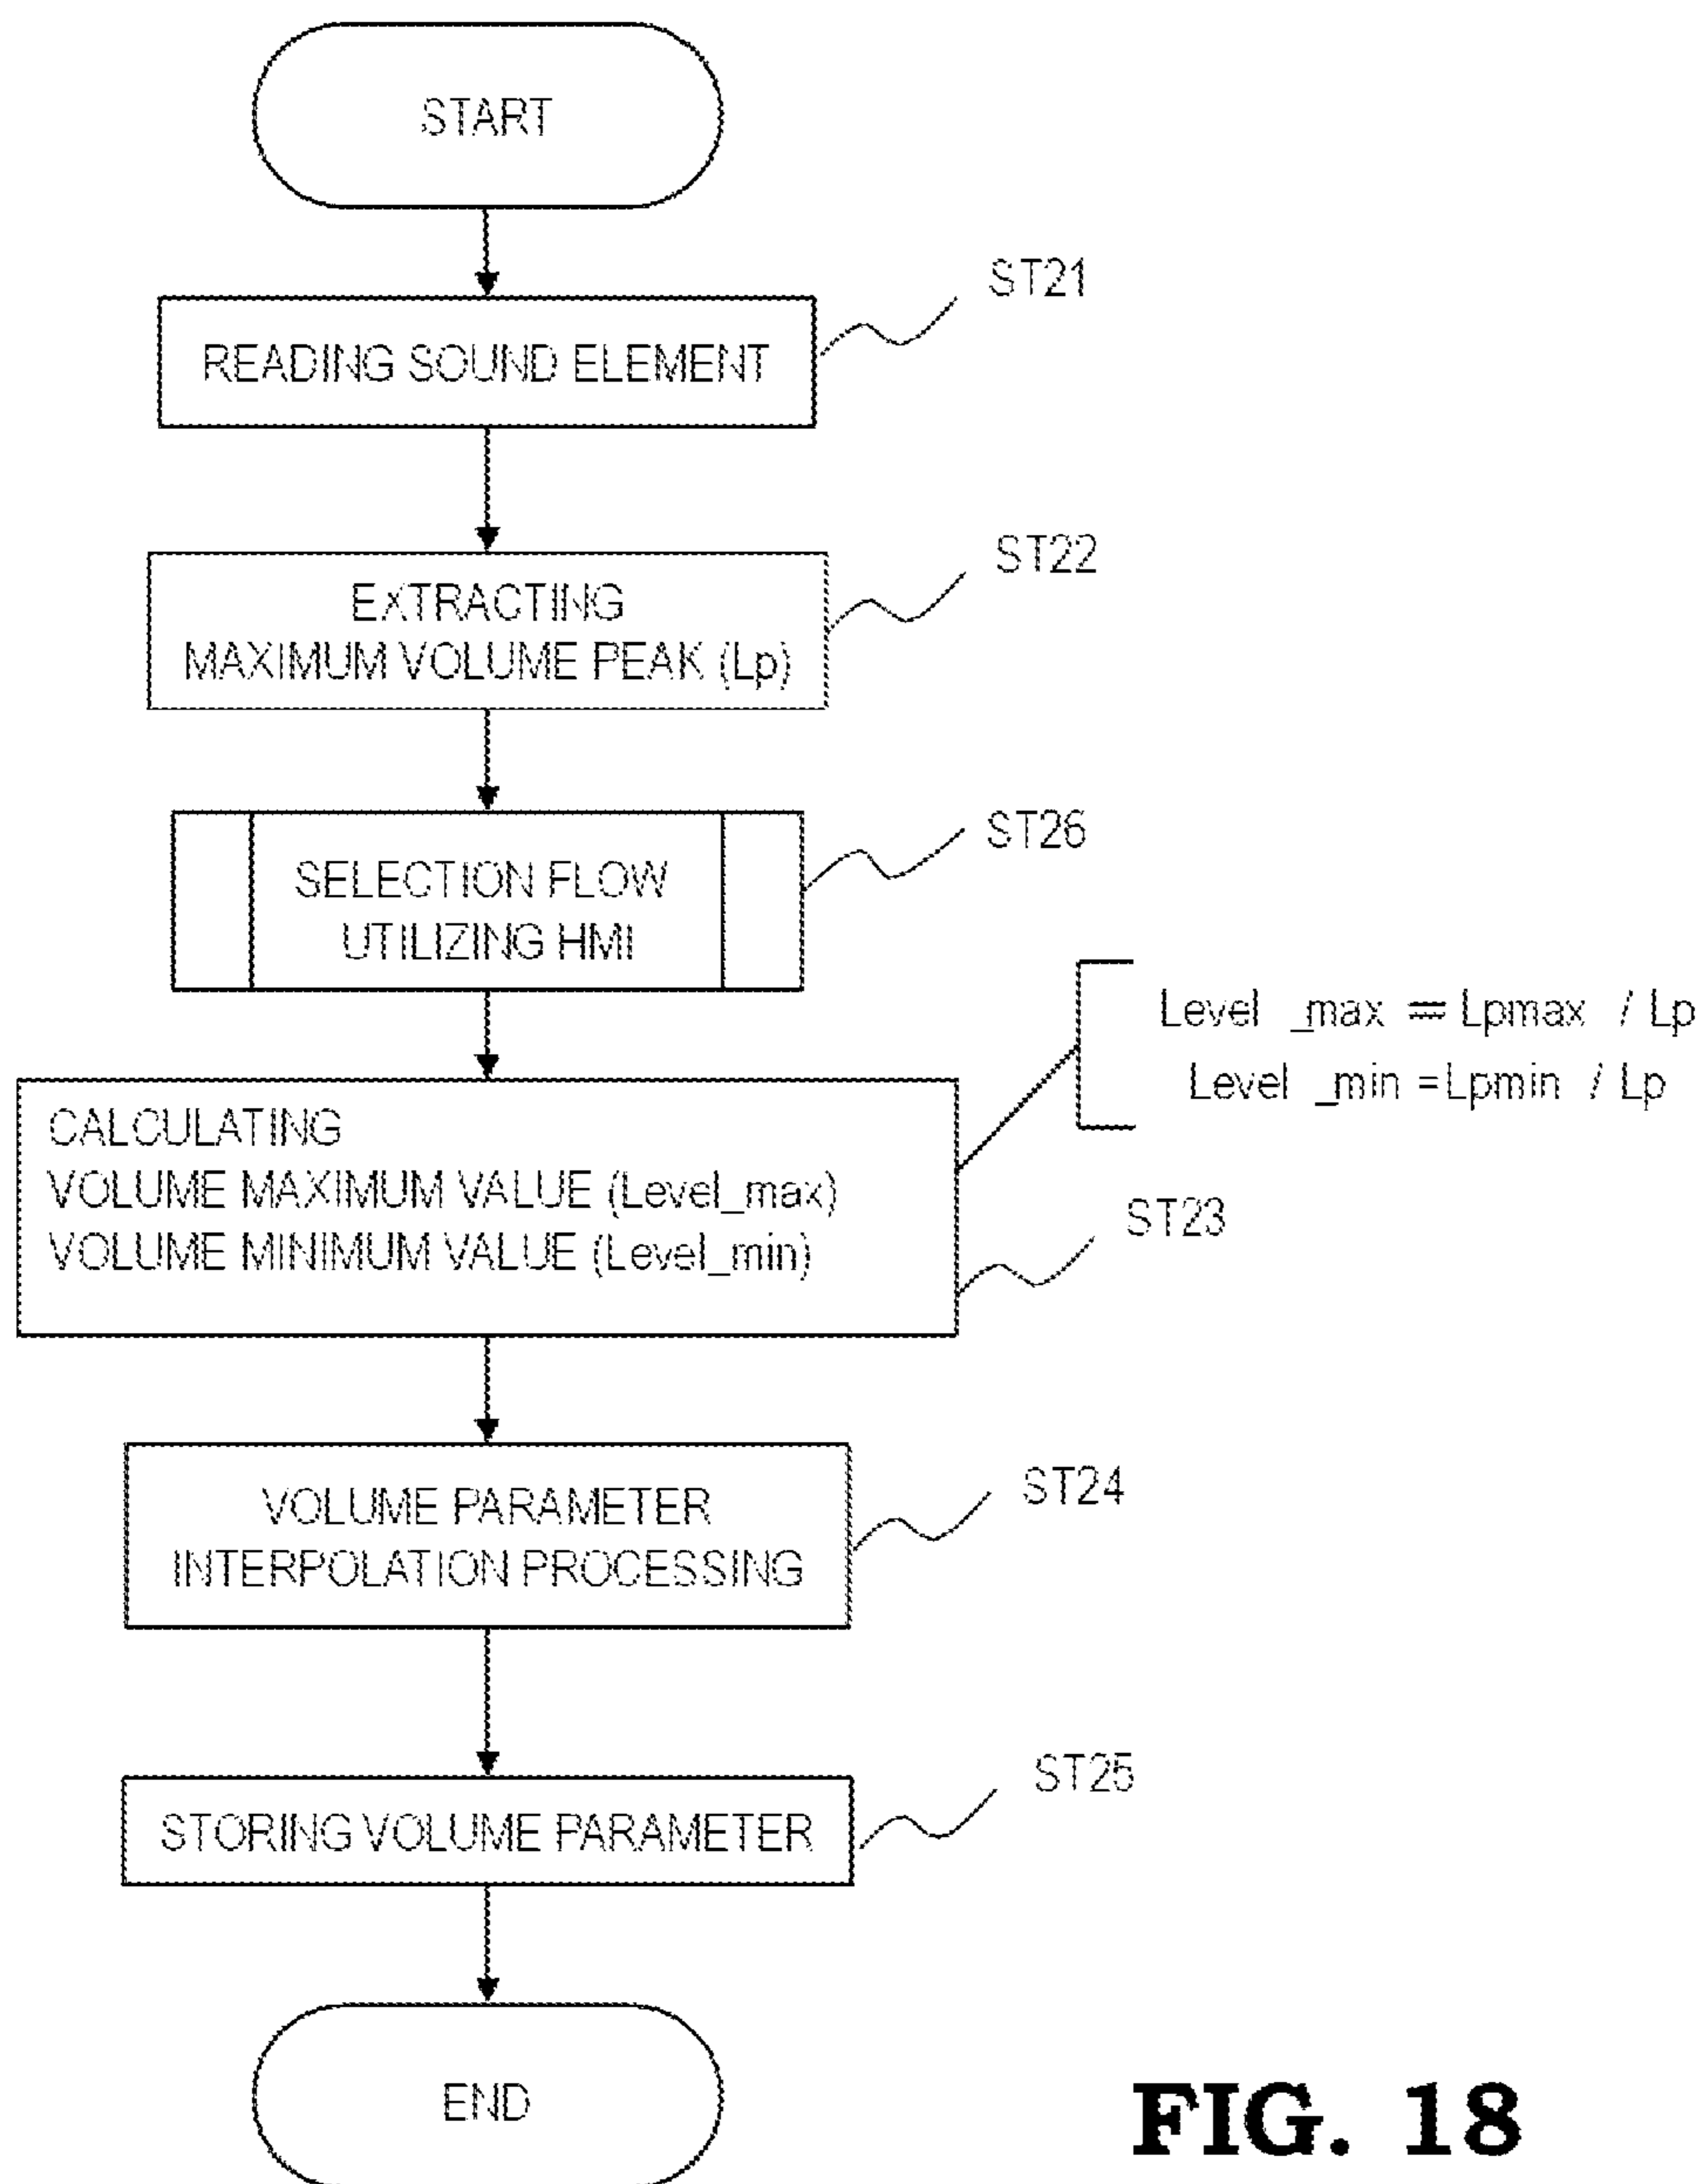 START
ST21
READING SOUND ELEMENT
ST22
EXTRACTING
MAXIMUM VOLUME PEAK (Lp)
ST26
SELECTION FLOW
UTILIZING HMI
Level _max = Lpmax / Lp
Level _min =Lpmin / Lp
CALCULATING
VOLUME MAXIMUM VALUE (Level_max)
VOLUME MINIMUM VALUE (Level_min)
ST23
VOLUME PARAMETER
INTERPOLATION PROCESSING
ST24
STORING VOLUME PARAMETER
ST25
END
FIG. 18